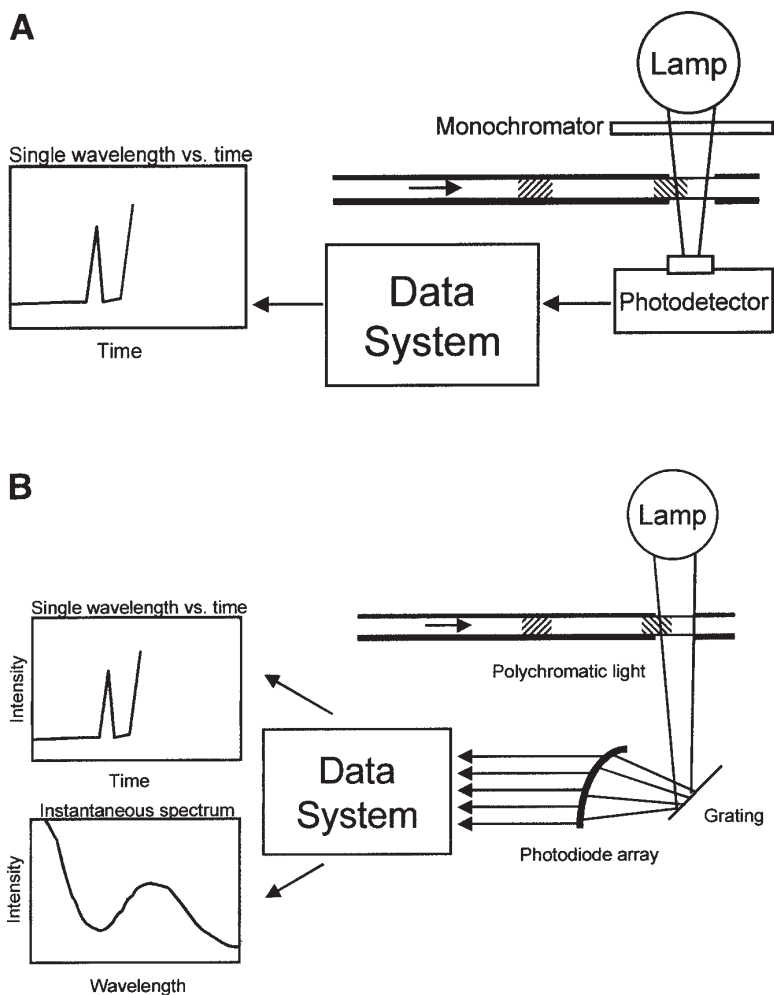 A
Lamp
Monochromator
Single wavelength vs. time
Data
System
Photodetector
Time
B
Lamp
Single wavelength vs. time
Intensity
Polychromatic light
Time
Data
System
Grating
Photodiode array
Instantaneous spectrum
Intensity
Wavelength